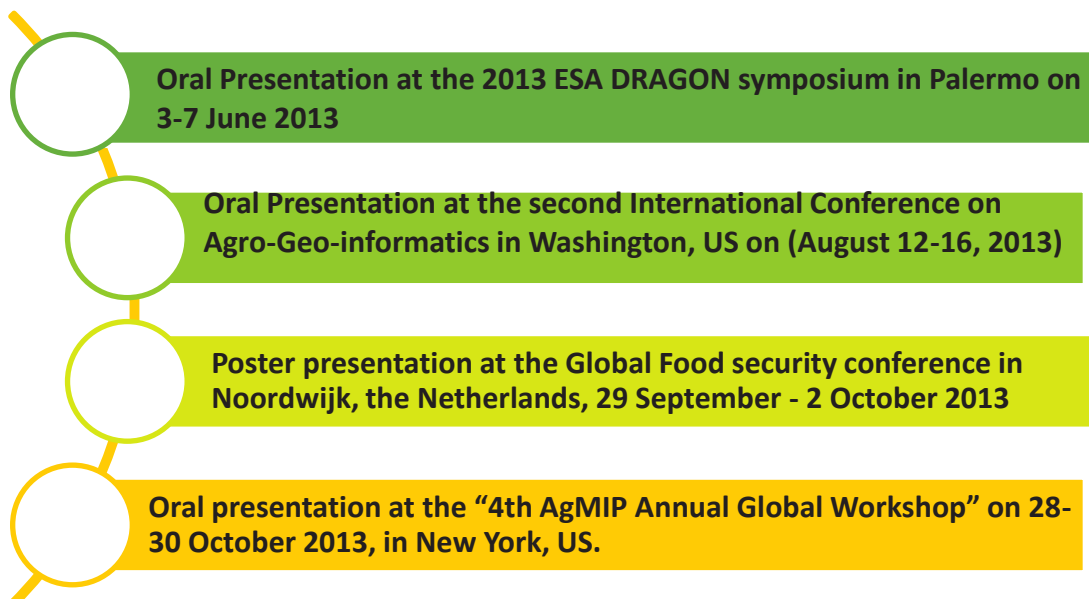 Oral Presentation at the 2013 ESA DRAGON symposium in Palermo on
3-7 June 2013
Oral Presentation at the second International Conference on
Agro-Geo-informatics in Washington, US on (August 12-16, 2013)
Poster presentation at the Global Food security conference in
Noordwijk, the Netherlands, 29 September - 2 October 2013
Oral presentation at the “4th AgMIP Annual Global Workshop” on 28-
30 October 2013, in New York, US.